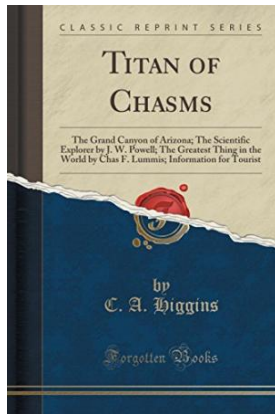 CLASSIC REPRINT SERIES
TITAN OF
CHASMS
The Grand Canyon of Arizona; The Scientific
Explorer by J. W. Powell; The Greatest Thing in the
World by Chas F. Lummis; Information for Tourist
by
C. A. Higgins
Forgotten Books